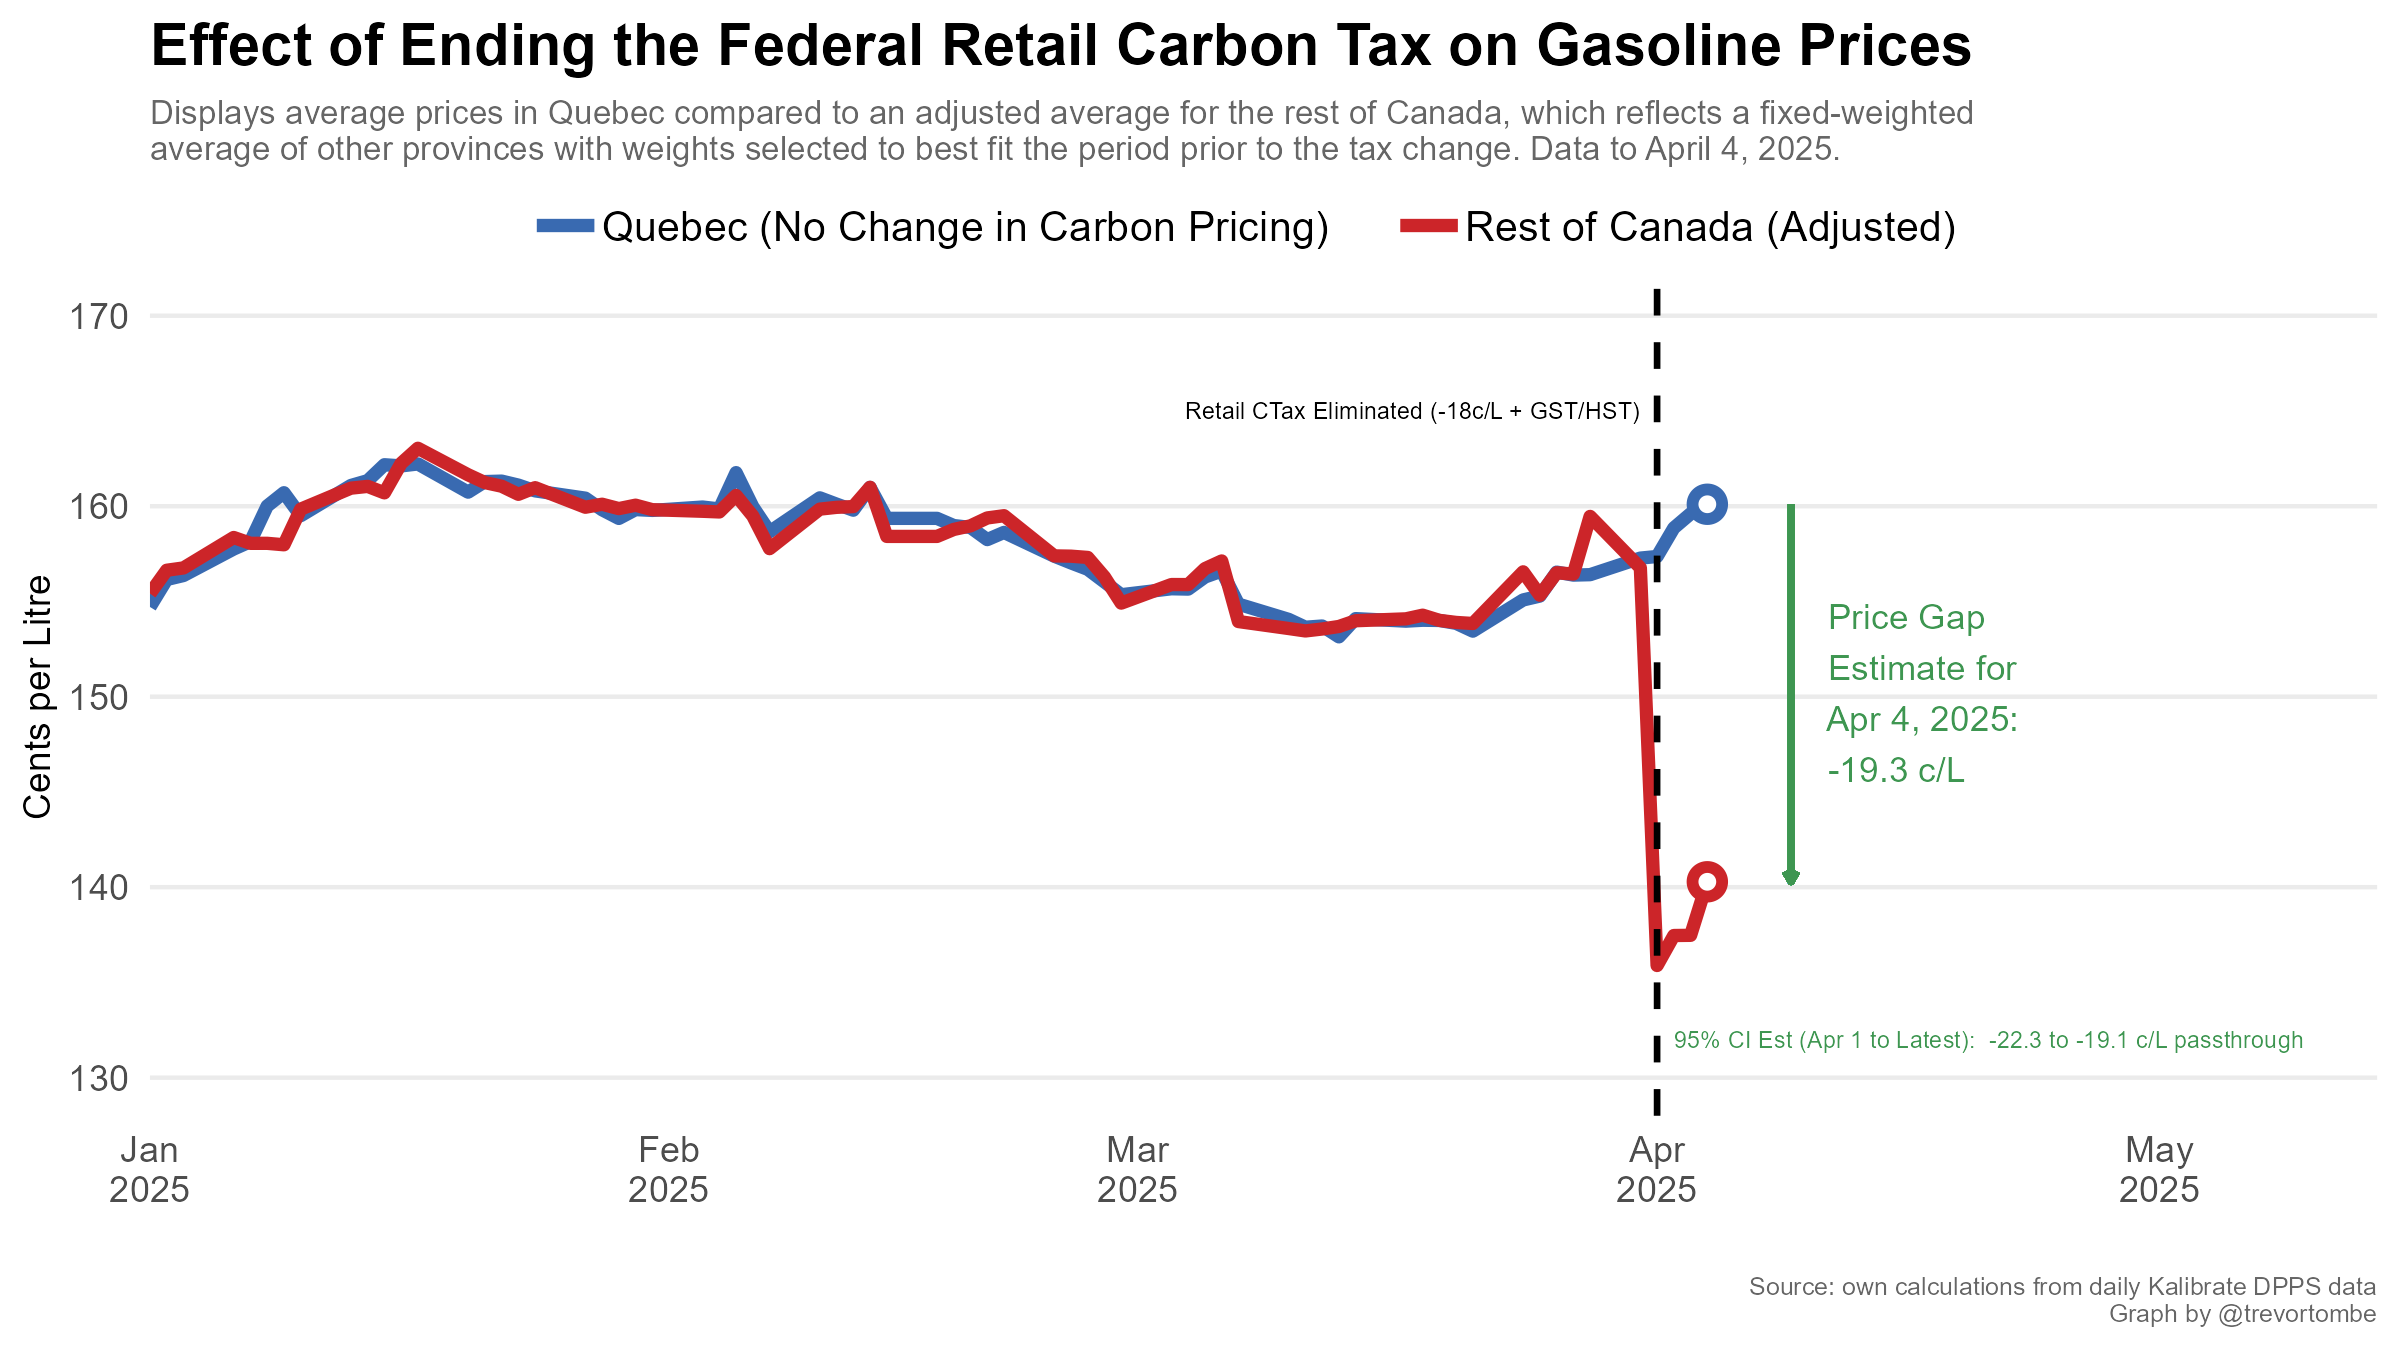 Effect of Ending the Federal Retail Carbon Tax on Gasoline Prices
Displays average prices in Quebec compared to an adjusted average for the rest of Canada, which reflects a fixed-weighted
average of other provinces with weights selected to best fit the period prior to the tax change. Data to April 4, 2025.
Quebec (No Change in Carbon Pricing)
Rest of Canada (Adjusted)
170
160
150
140
130
Cents per Litre
Retail CTax Eliminated (-18c/L + GST/HST)
Price Gap
Estimate for
Apr 4, 2025:
-19.3 c/L
95% CI Est (Apr 1 to Latest): -22.3 to -19.1 c/L passthrough
Jan
2025
Feb
2025
Mar
2025
Apr
2025
May
2025
Source: own calculations from daily Kalibrate DPPS data
Graph by @trevortombe